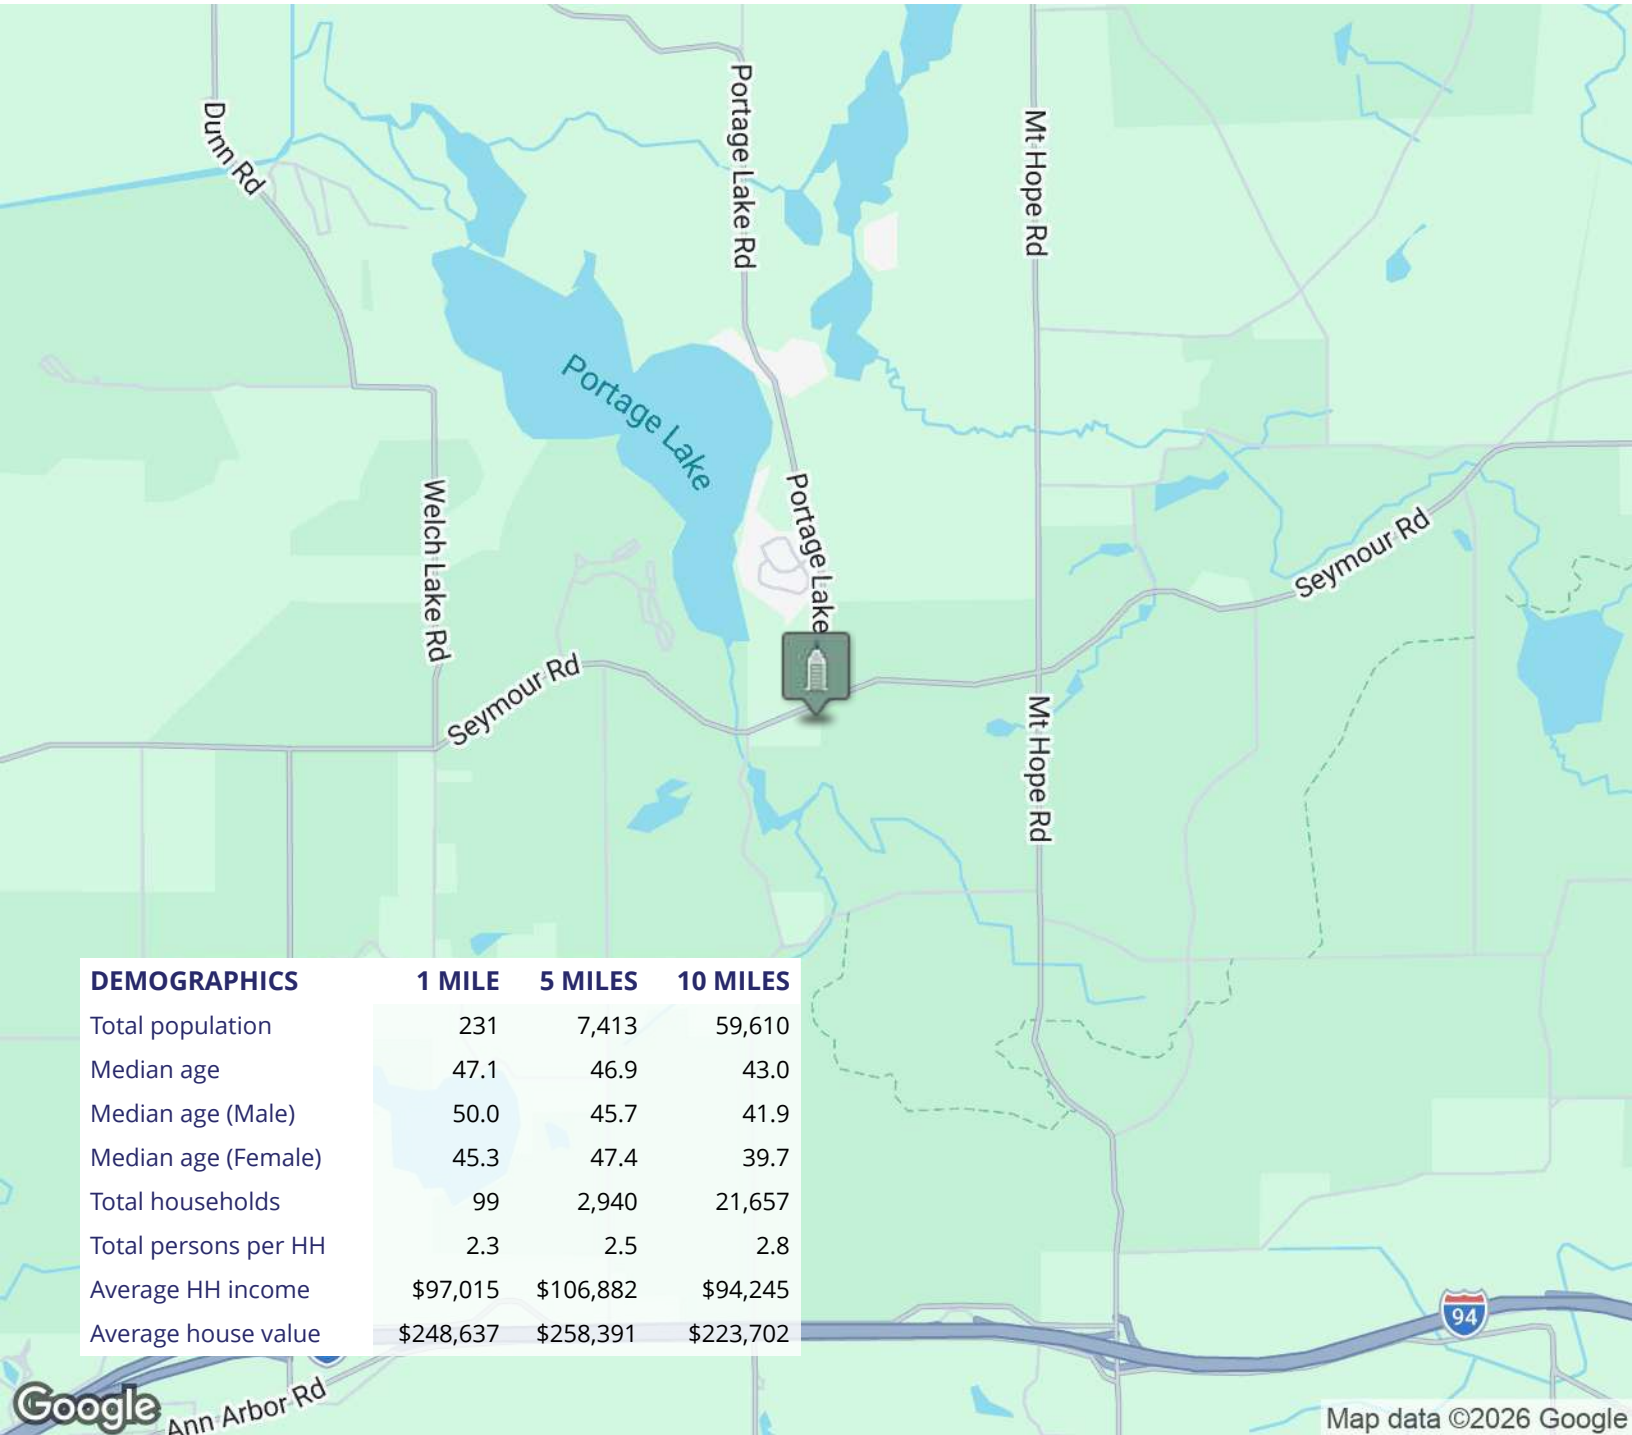 Dunn Rd
Portage Lake Rd
Mt Hope Rd
Portage Lake
Welch Lake Rd
Portage Lake
Seymour Rd
Seymour Rd
Mt Hope Rd
DEMOGRAPHICS 1 MILE 5 MILES 10 MILES
Total population 231 7,413 59,610
Median age 47.1 46.9 43.0
Median age (Male) 50.0 45.7 41.9
Median age (Female) 45.3 47.4 39.7
Total households 99 2,940 21,657
Total persons per HH 2.3 2.5 2.8
Average HH income $97,015 $106,882 $94,245
Average house value $248,637 $258,391 $223,702
94
Ann Arbor Rd
Google
Map data ©2026 Google